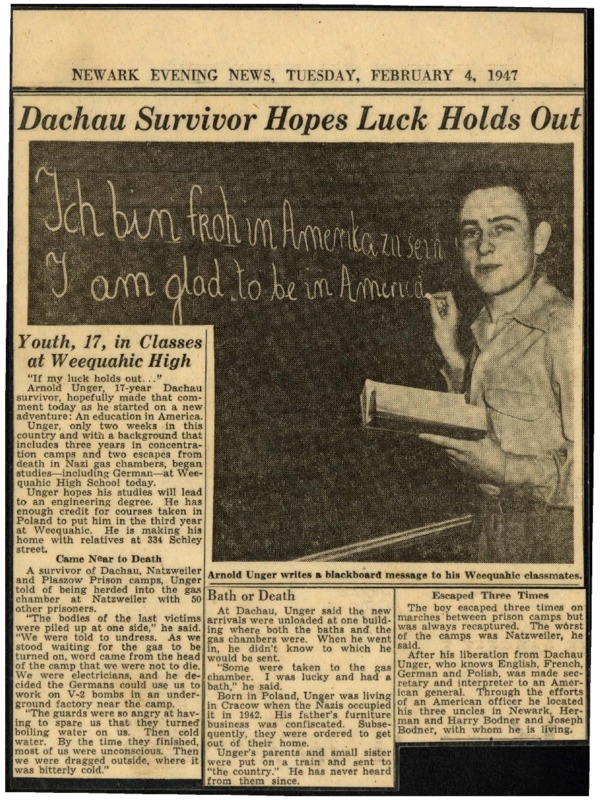 NEWARK EVENING NEWS, TUESDAY, FEBRUARY 4, 1947
Dachau Survivor Hopes Luck Holds Out
Ich bin froh in Amerika zu sein
I am glad to be in America
Youth, 17, in Classes
at Weequahic High
"If my luck holds out..."
Arnold Unger, 17-year Dachau
survivor, hopefully made that com-
ment today as he started on a new
adventure: An education in America.
Unger, only two weeks in this
country and with a background that
includes three years in concentra-
tion camps and two escapes from
death in Nazi gas chambers, began
studies—including German—at Wee-
quahic High School today.
Unger hopes his studies will lead
to an engineering degree. He has
enough credit for courses taken in
Poland to put him in the third year
at Weequahic. He is making his
home with relatives at 334 Schley
street.
Came Near to Death
A survivor of Dachau, Natzweiler
and Plaszow Prison camps, Unger
told of being herded into the gas
chamber at Natzweiler with 50
other prisoners.
"The bodies of the last victims
were piled up at one side," he said.
"We were told to undress. As we
stood waiting for the gas to be
turned on, word came from the head
of the camp that we were not to die.
We were electricians, and he de-
cided the Germans could use us to
work on V-2 bombs in an under-
ground factory near the camp.
"The guards were so angry at hav-
ing to spare us that they turned
boiling water on us. Then cold
water. By the time they finished,
most of us were unconscious. Then
we were dragged outside, where it
was bitterly cold."
Arnold Unger writes a blackboard message to his Weequahic classmates.
Bath or Death
At Dachau, Unger said the new
arrivals were unloaded at one build-
ing where both the baths and the
gas chambers were. When he went
in, he didn't know to which he
would be sent.
"Some were taken to the gas
chamber. I was lucky and had a
bath," he said.
Born in Poland, Unger was living
in Cracow when the Nazis occupied
it in 1942. His father's furniture
business was confiscated. Subse-
quently, they were ordered to get
out of their home.
Unger's parents and small sister
were put on a train and sent to
"the country." He has never heard
from them since.
Escaped Three Times
The boy escaped three times on
marches between prison camps but
was always recaptured. The worst
of the camps was Natzweiler, he
said.
After his liberation from Dachau
Unger, who knows English, French,
German and Polish, was made sec-
retary and interpreter to an Amer-
ican general. Through the efforts
of an American officer he located
his three uncles in Newark, Her-
man and Harry Bodner and Joseph
Bodner, with whom he is living.